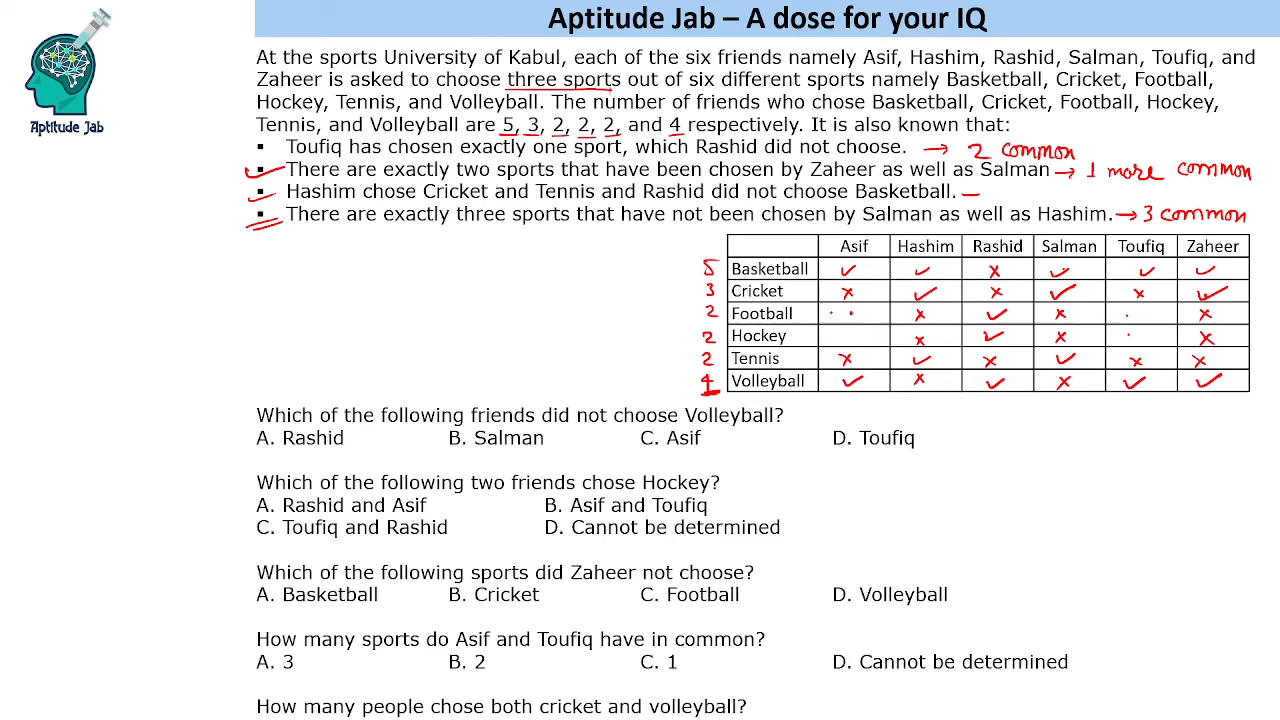 Aptitude Jab – A dose for your IQ
Aptitude Jab
At the sports University of Kabul, each of the six friends namely Asif, Hashim, Rashid, Salman, Toufiq, and
Zaheer is asked to choose three sports out of six different sports namely Basketball, Cricket, Football,
Hockey, Tennis, and Volleyball. The number of friends who chose Basketball, Cricket, Football, Hockey,
Tennis, and Volleyball are 5, 3, 2, 2, 2, and 4 respectively. It is also known that:
▪ Toufiq has chosen exactly one sport, which Rashid did not choose. → 2 common
▪ There are exactly two sports that have been chosen by Zaheer as well as Salman → 1 more common
▪ Hashim chose Cricket and Tennis and Rashid did not choose Basketball. –
▪ There are exactly three sports that have not been chosen by Salman as well as Hashim. → 3 common
Asif Hashim Rashid Salman Toufiq Zaheer
5 Basketball ✓ ✓ × ✓ ✓ ✓
3 Cricket × ✓ × ✓ × ✓
2 Football × ✓ × ×
2 Hockey × ✓ × ×
2 Tennis × ✓ × ✓ × ×
4 Volleyball ✓ × ✓ × ✓ ✓
Which of the following friends did not choose Volleyball?
A. Rashid B. Salman C. Asif D. Toufiq
Which of the following two friends chose Hockey?
A. Rashid and Asif B. Asif and Toufiq
C. Toufiq and Rashid D. Cannot be determined
Which of the following sports did Zaheer not choose?
A. Basketball B. Cricket C. Football D. Volleyball
How many sports do Asif and Toufiq have in common?
A. 3 B. 2 C. 1 D. Cannot be determined
How many people chose both cricket and volleyball?